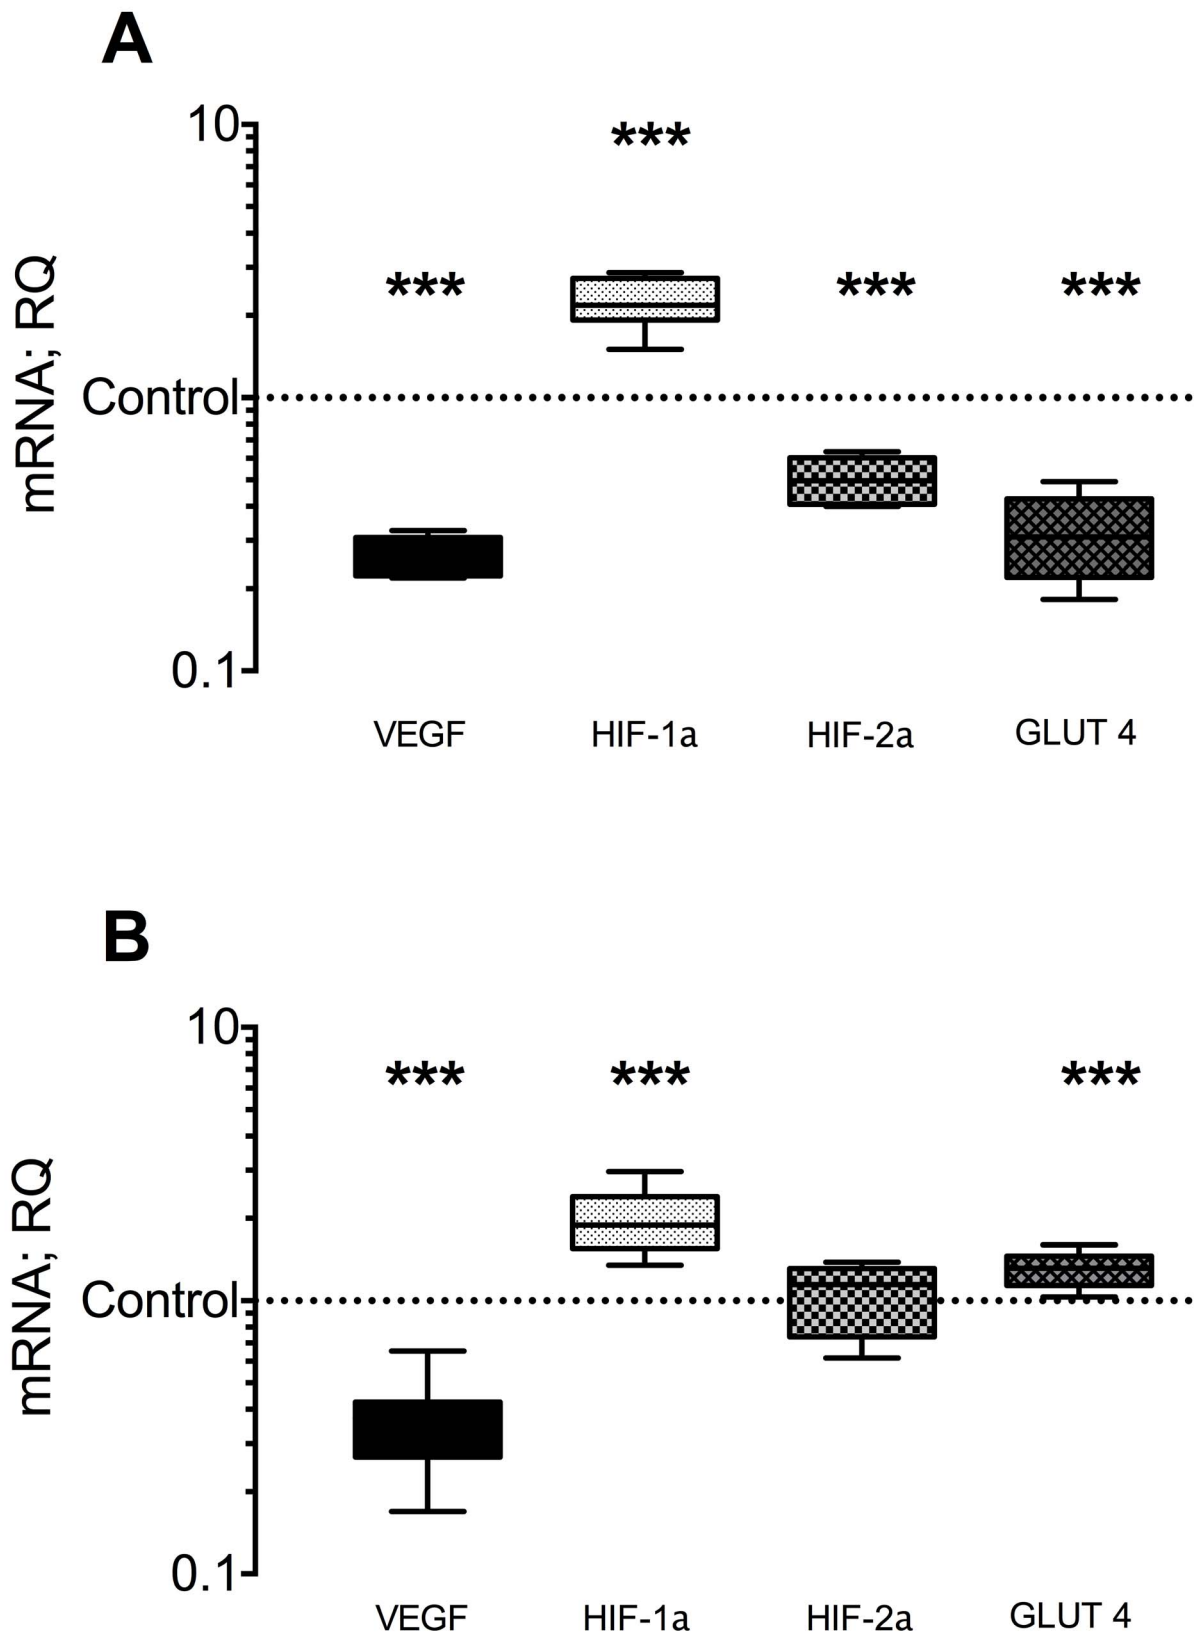 A
10
***
*** *** ***
mRNA; RQ
Control
0.1
VEGF HIF-1a HIF-2a GLUT 4
B
10
*** *** ***
mRNA; RQ
Control
0.1
VEGF HIF-1a HIF-2a GLUT 4